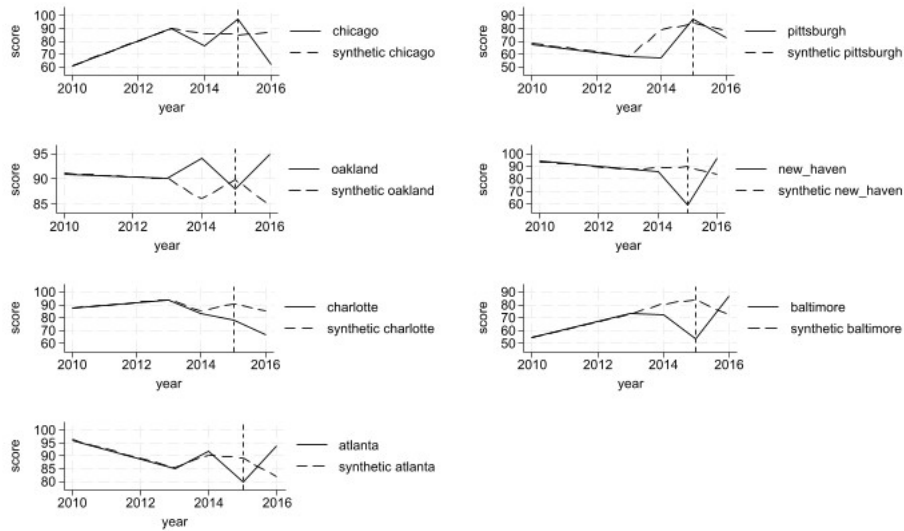 100
90
80
70
60
score
2010 2012 2014 2016
year
chicago
synthetic chicago
90
80
70
60
50
score
2010 2012 2014 2016
year
pittsburgh
synthetic pittsburgh
95
90
85
score
2010 2012 2014 2016
year
oakland
synthetic oakland
100
90
80
70
60
score
2010 2012 2014 2016
year
new_haven
synthetic new_haven
100
90
80
70
60
score
2010 2012 2014 2016
year
charlotte
synthetic charlotte
90
80
70
60
50
score
2010 2012 2014 2016
year
baltimore
synthetic baltimore
100
95
90
85
80
score
2010 2012 2014 2016
year
atlanta
synthetic atlanta